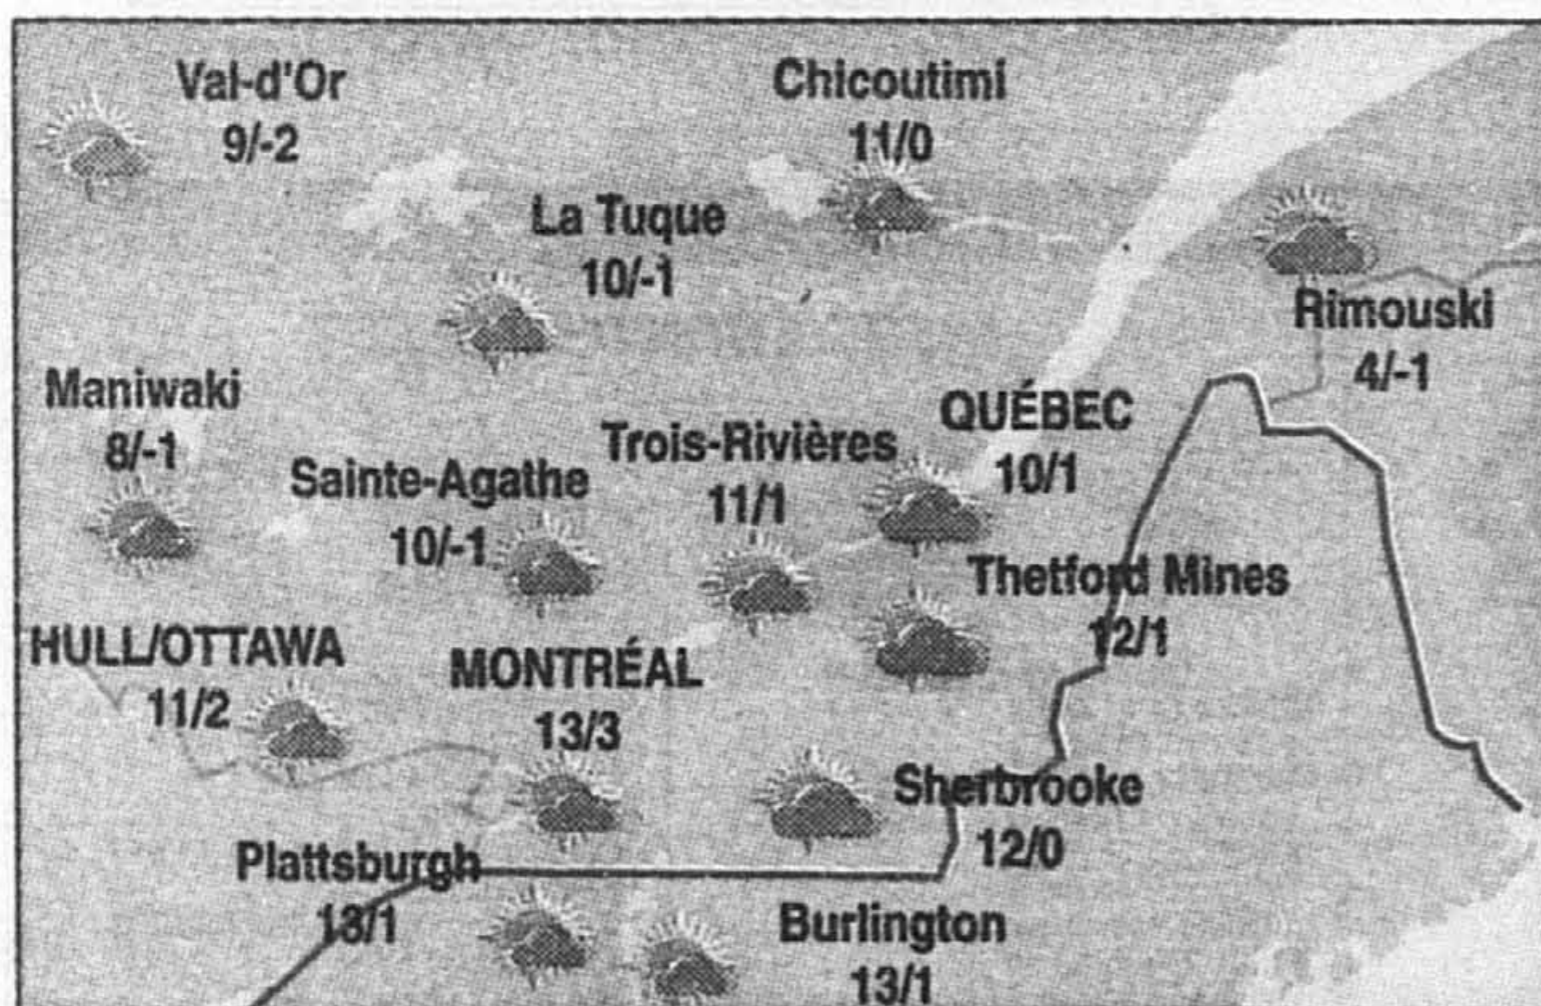 Val-d'Or
9/-2
Chicoutimi
11/0
La Tuque
10/-1
Rimouski
4/-1
Maniwaki
8/-1
Sainte-Agathe
10/-1
Trois-Rivières
11/1
QUÉBEC
10/1
Thetford Mines
12/1
HULL/OTTAWA
11/2
MONTRÉAL
13/3
Sherbrooke
12/0
Plattsburgh
13/1
Burlington
13/1